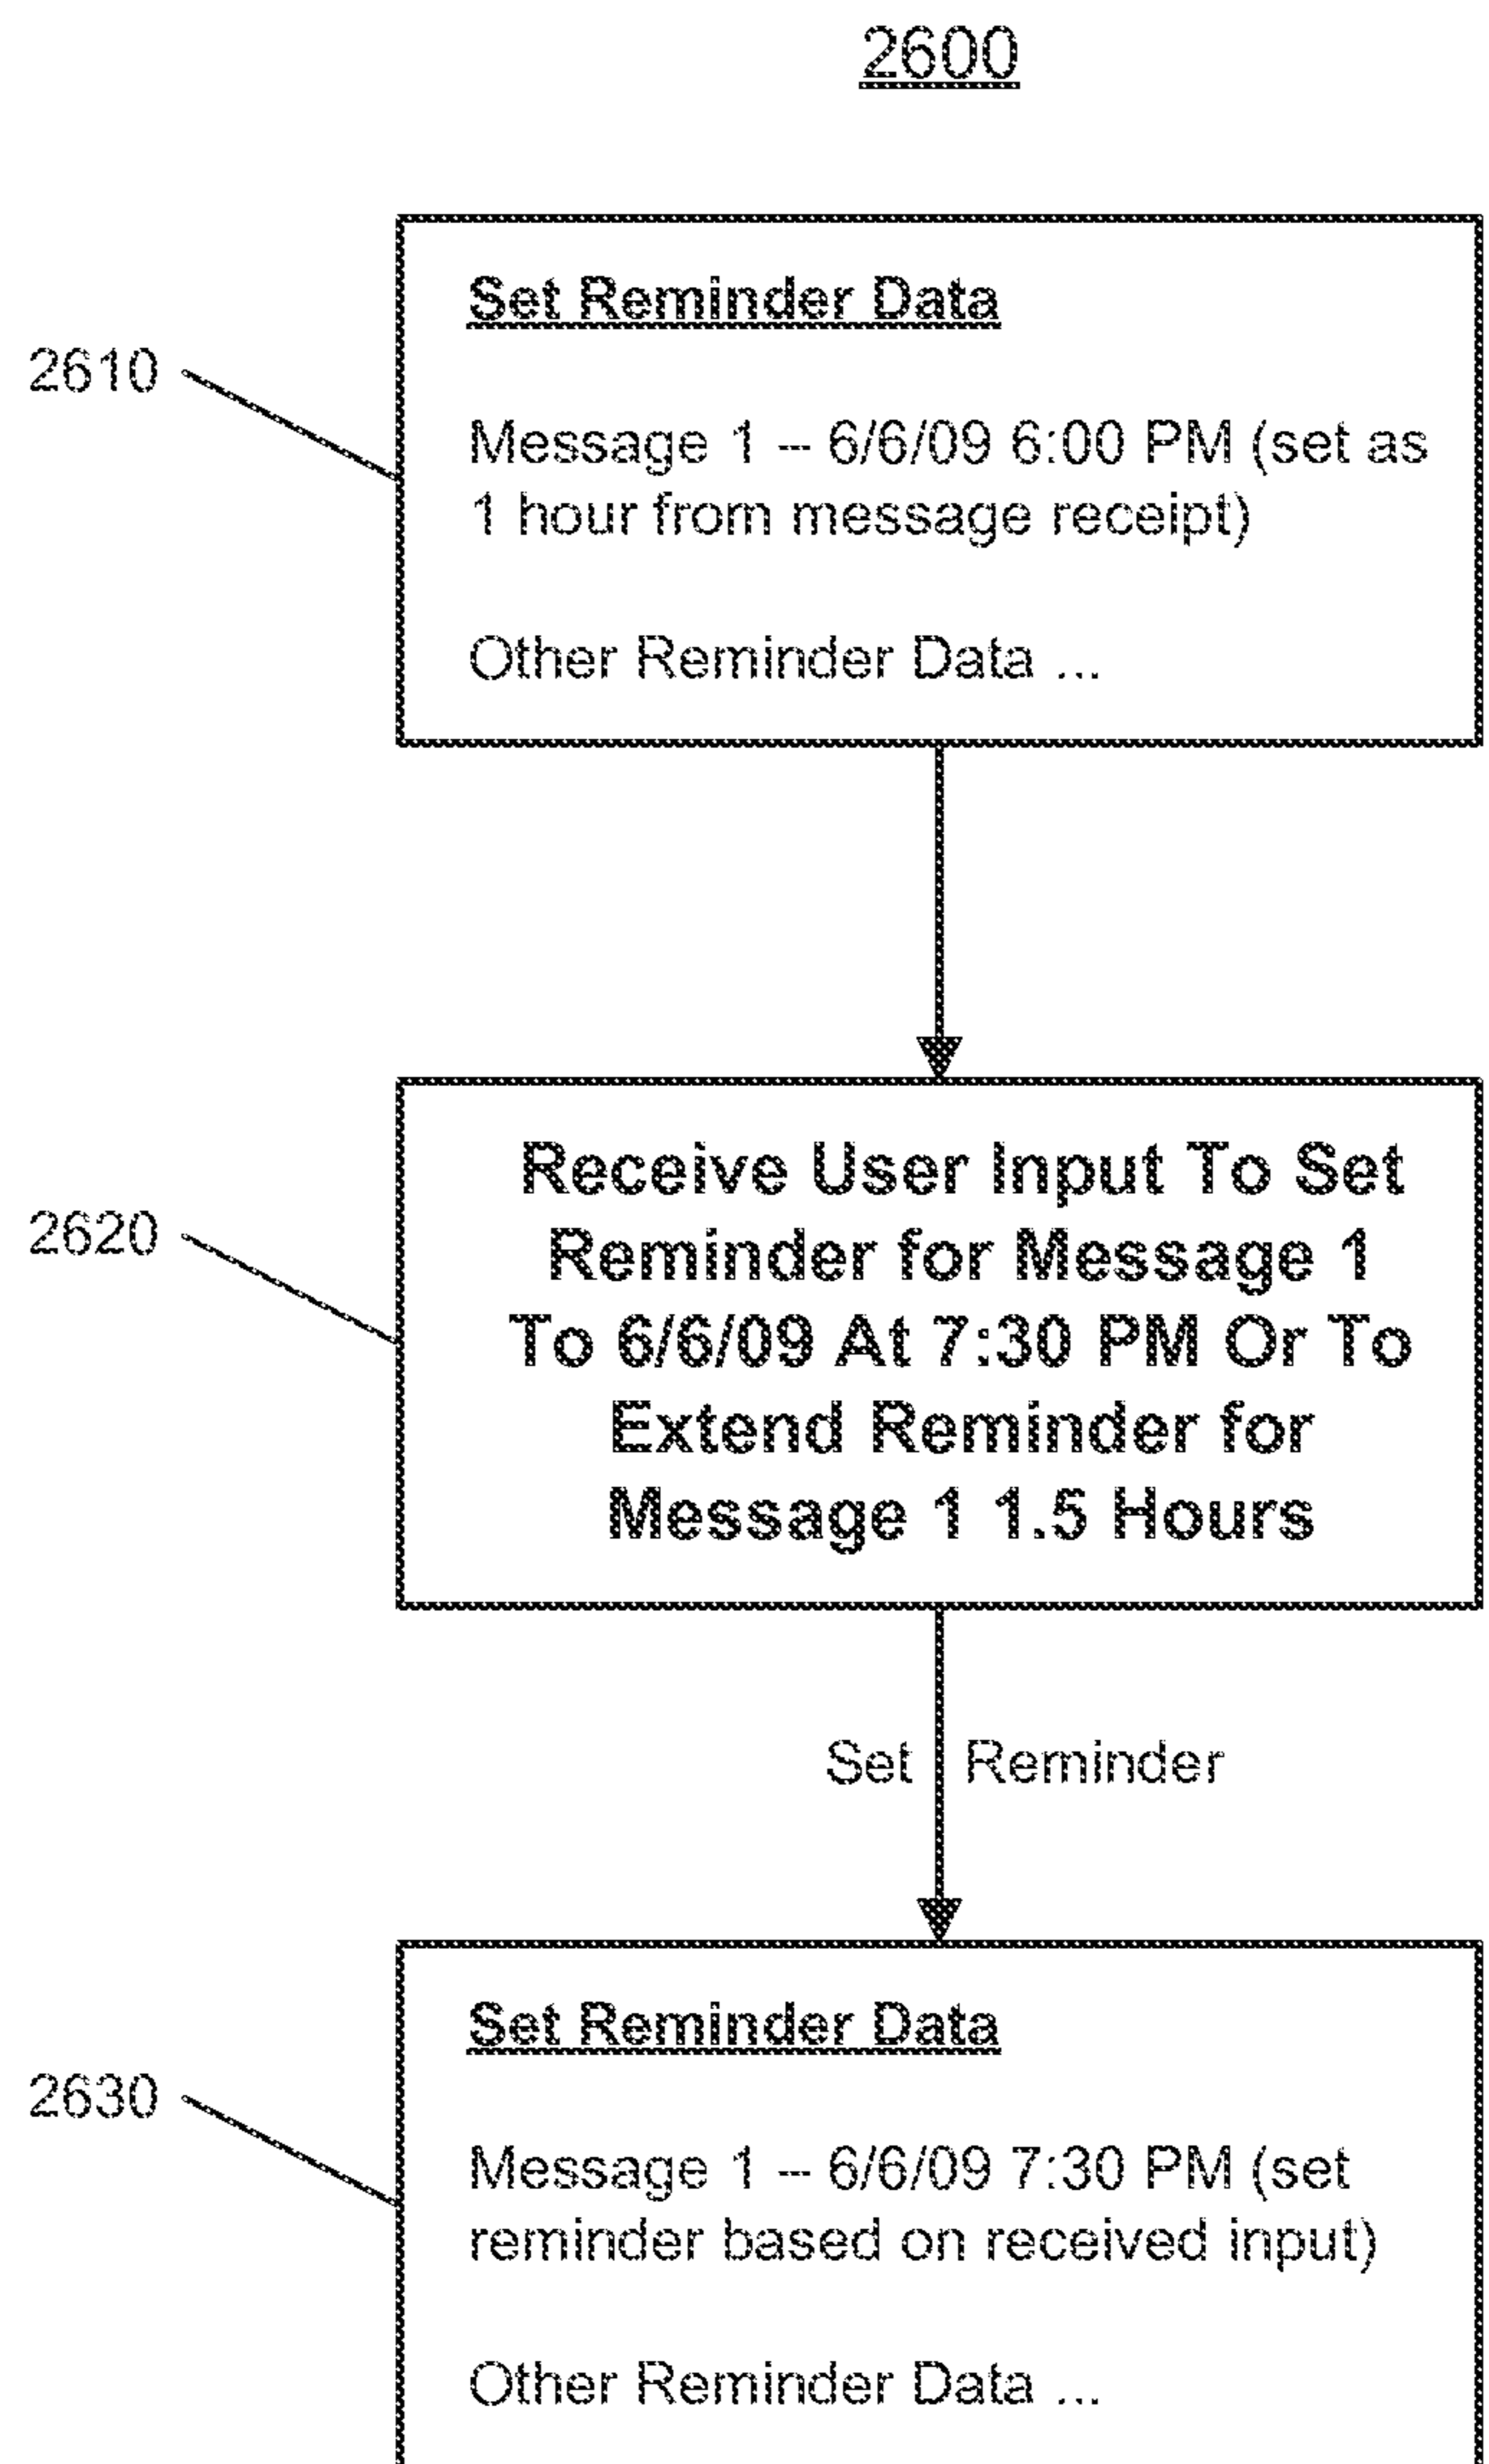 2600
Set Reminder Data
2610
Message 1 -- 6/6/09 6:00 PM (set as
1 hour from message receipt)
Other Reminder Data ...
Receive User Input To Set
2620
Reminder for Message 1
To 6/6/09 At 7:30 PM Or To
Extend Reminder for
Message 1 1.5 Hours
Set Reminder
Set Reminder Data
2630
Message 1 -- 6/6/09 7:30 PM (set
reminder based on received input)
Other Reminder Data ...